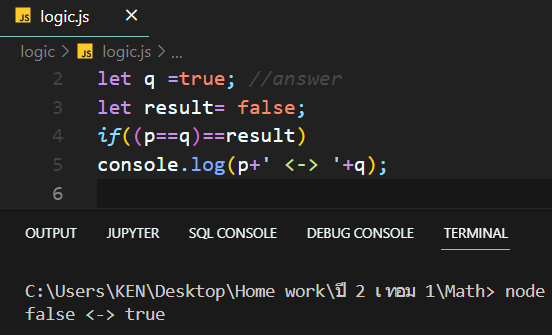 JS logic.js ×
logic > JS logic.js > ...
2 let q =true; //answer
3 let result= false;
4 if((p==q)==result)
5 console.log(p+' <-> '+q);
6
OUTPUT JUPYTER SQL CONSOLE DEBUG CONSOLE TERMINAL
C:\Users\KEN\Desktop\Home work\ปี 2 เทอม 1\Math> node
false <-> true